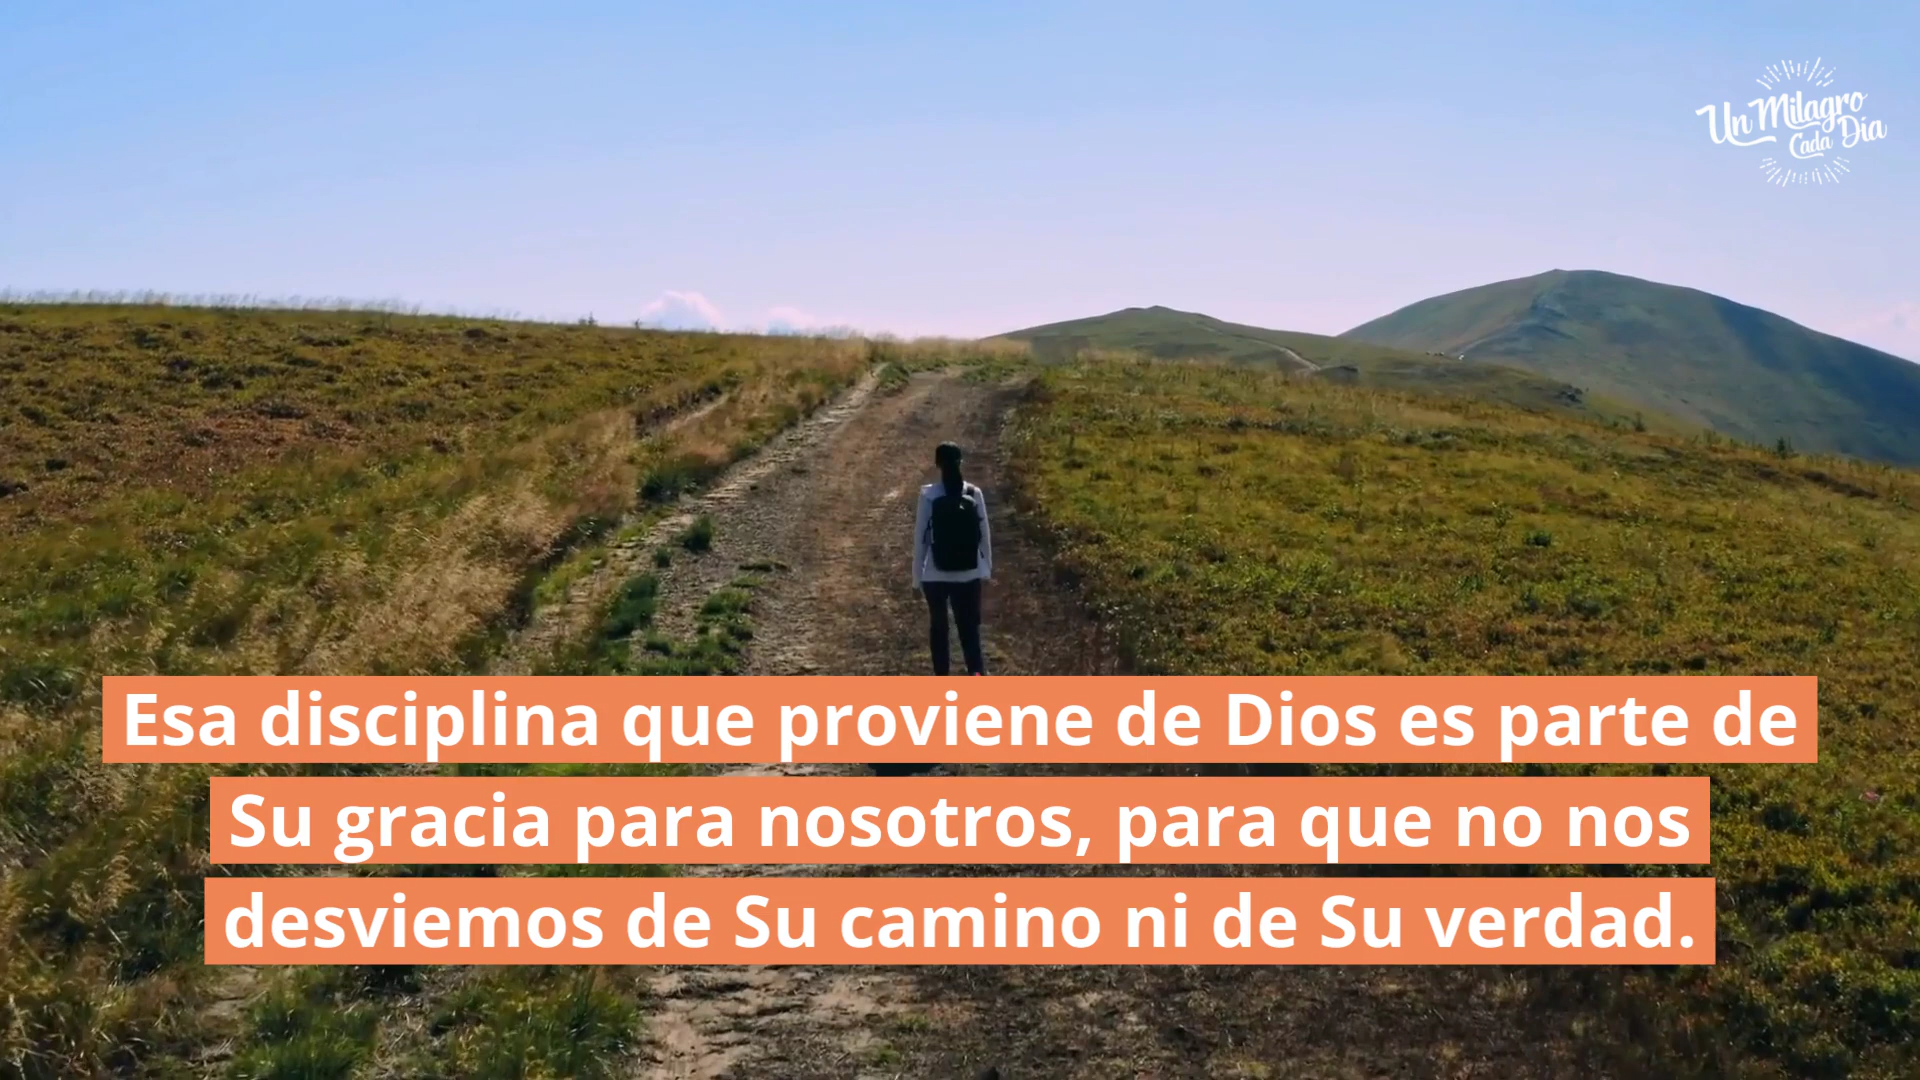 Un Milagro
Cada Día
Esa disciplina que proviene de Dios es parte de
Su gracia para nosotros, para que no nos
desviemos de Su camino ni de Su verdad.